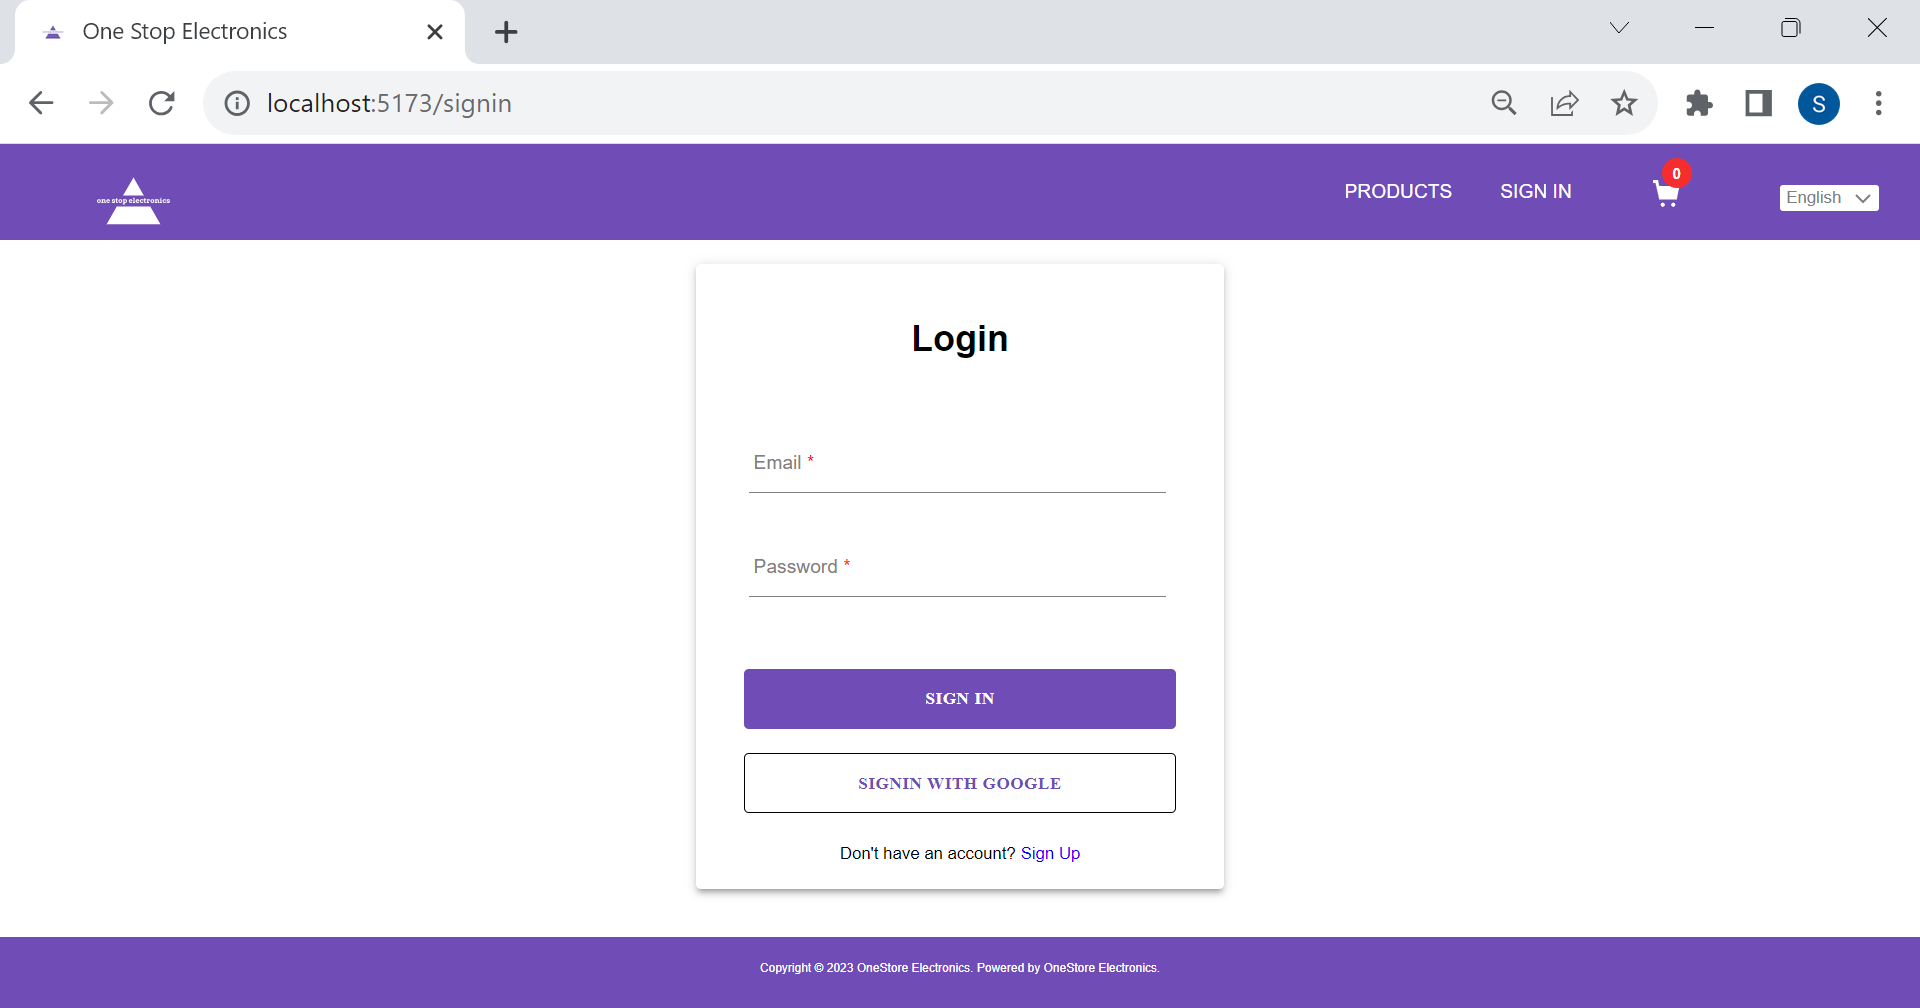 One Stop Electronics
localhost:5173/signin
S
one stop electronics
PRODUCTS
SIGN IN
0
English
Login
Email *
Password *
SIGN IN
SIGNIN WITH GOOGLE
Don't have an account? Sign Up
Copyright © 2023 OneStore Electronics. Powered by OneStore Electronics.